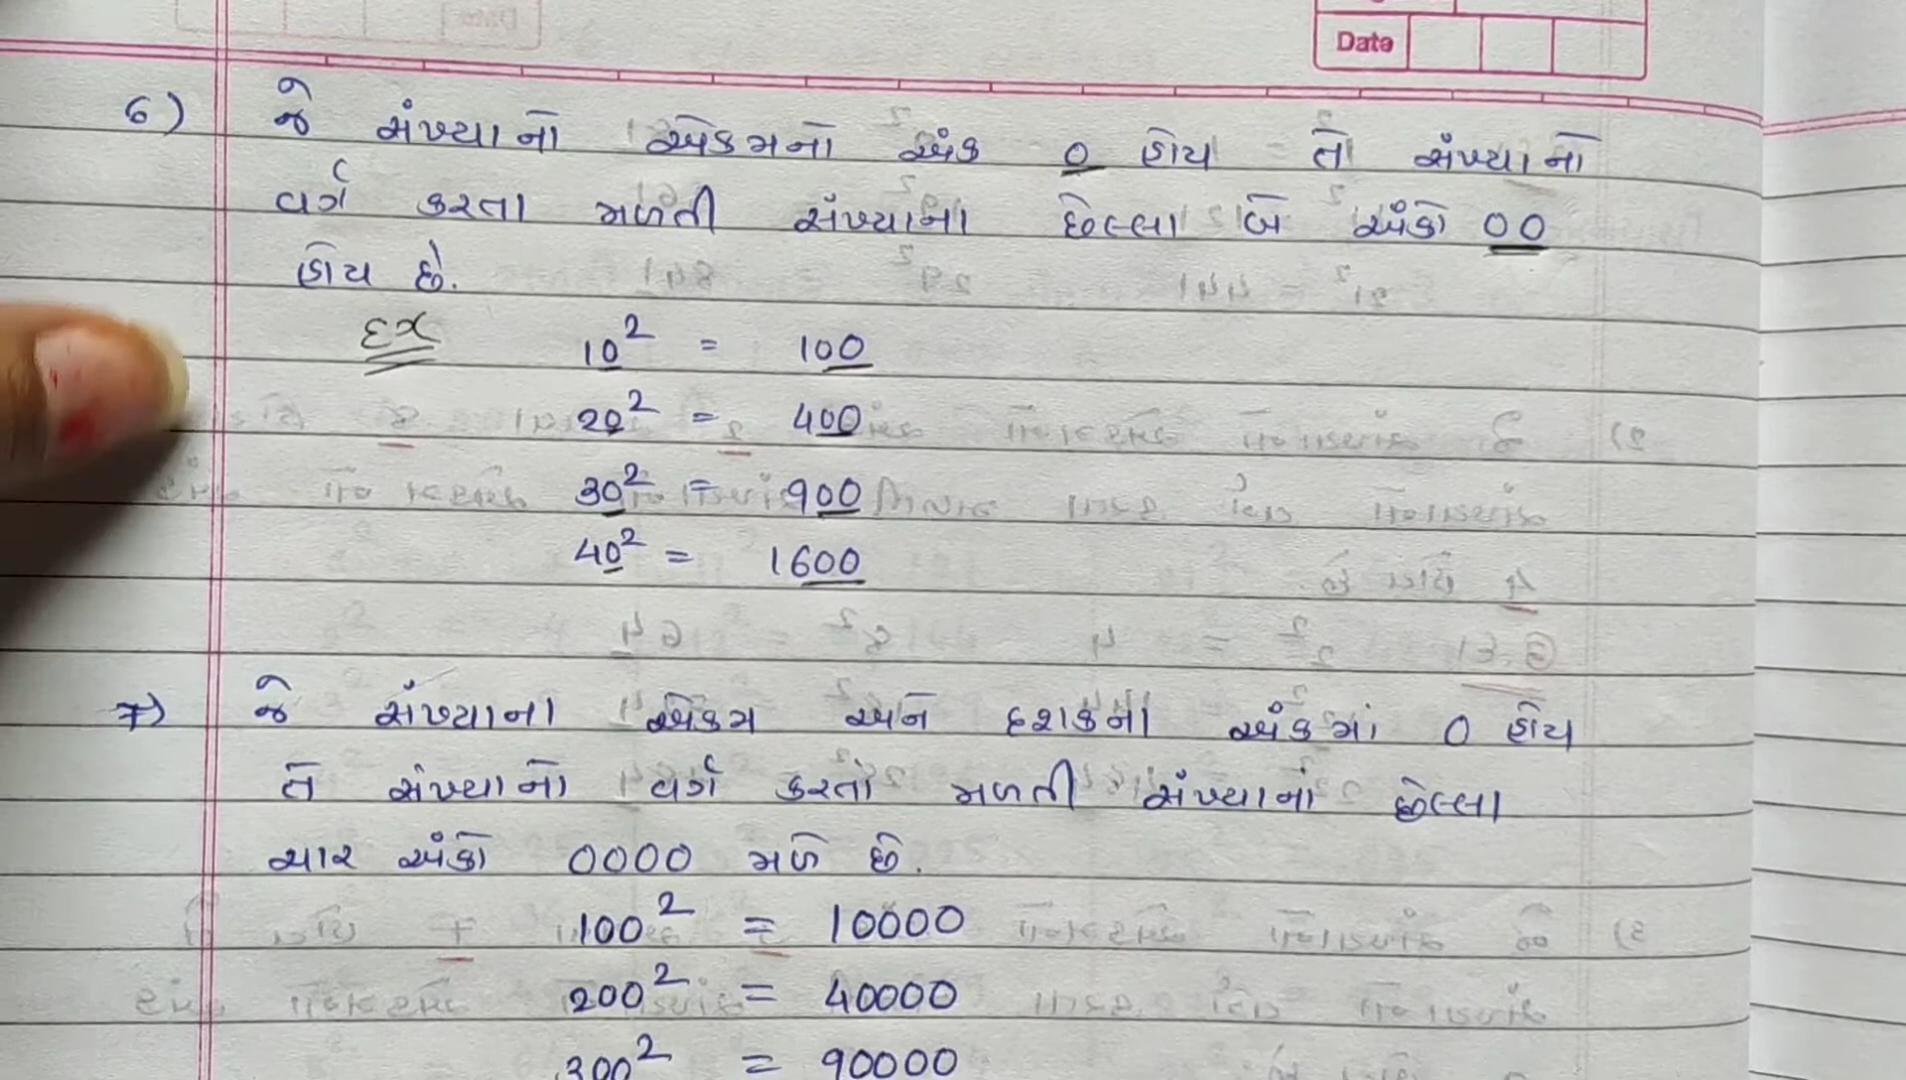 Date
6) જે સંખ્યાનો એકમનો અંક 0 હોય તે સંખ્યાનો
વર્ગ કરતા મળતી સંખ્યાના છેલ્લા બે અંકો 00
હોય છે.
Ex 10² = 100
20² = 400
30² = 900
40² = 1600
7) જે સંખ્યાના એકમ અને દશકના અંકમાં 0 હોય
તે સંખ્યાનો વર્ગ કરતાં મળતી સંખ્યાનાં છેલ્લા
ચાર અંકો 0000 મળે છે.
100² = 10000
200² = 40000
300² = 90000